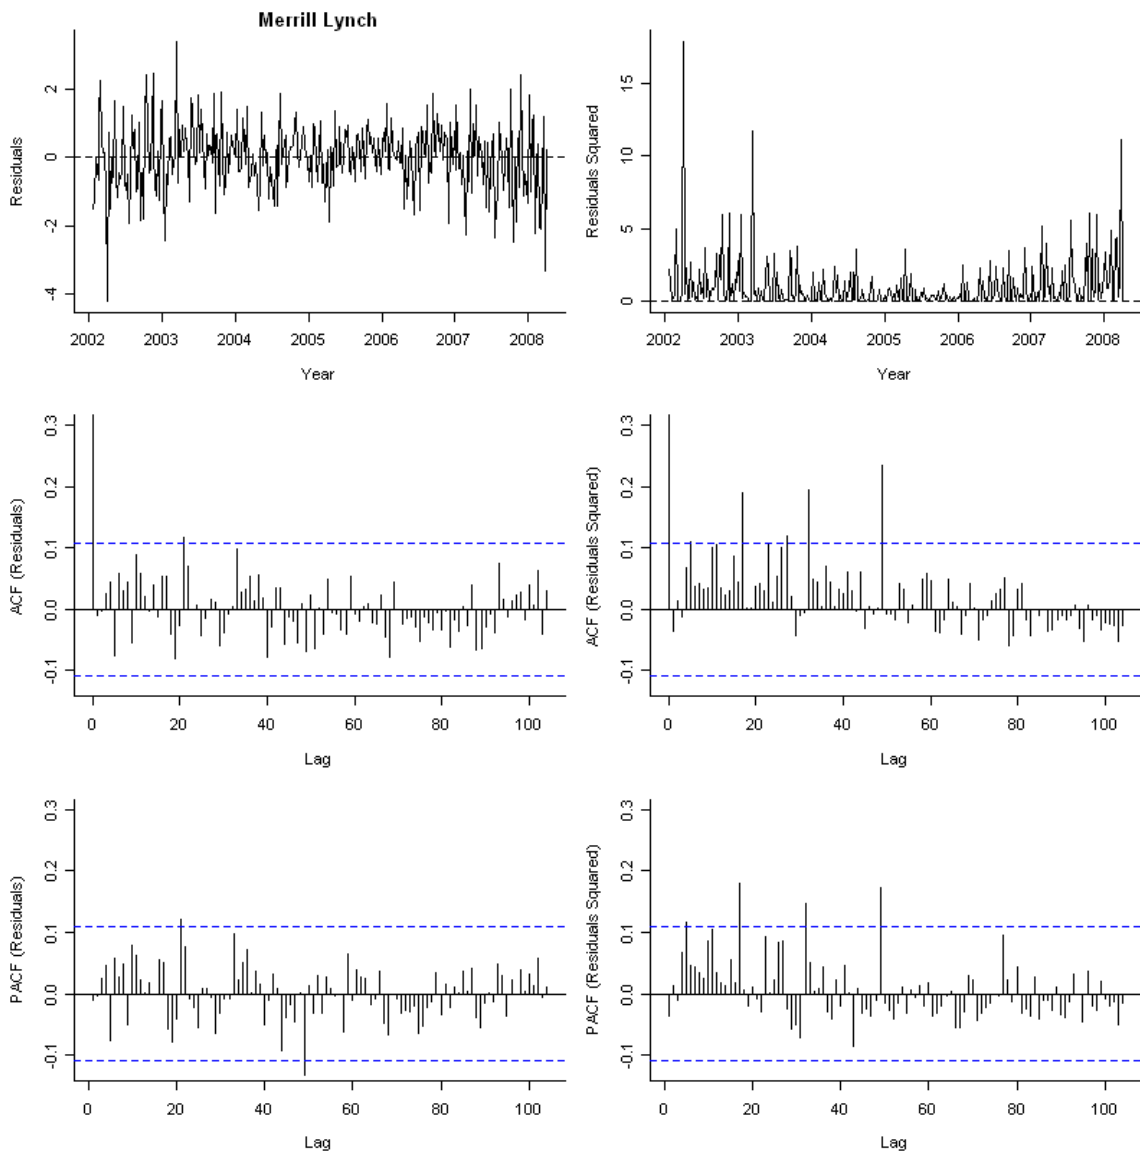 Merrill Lynch
Residuals
2
0
-2
-4
2002 2003 2004 2005 2006 2007 2008
Year
Residuals Squared
15
10
5
0
2002 2003 2004 2005 2006 2007 2008
Year
ACF (Residuals)
0.3
0.2
0.1
0.0
-0.1
0 20 40 60 80 100
Lag
ACF (Residuals Squared)
0.3
0.2
0.1
0.0
-0.1
0 20 40 60 80 100
Lag
PACF (Residuals)
0.3
0.2
0.1
0.0
-0.1
0 20 40 60 80 100
Lag
PACF (Residuals Squared)
0.3
0.2
0.1
0.0
-0.1
0 20 40 60 80 100
Lag